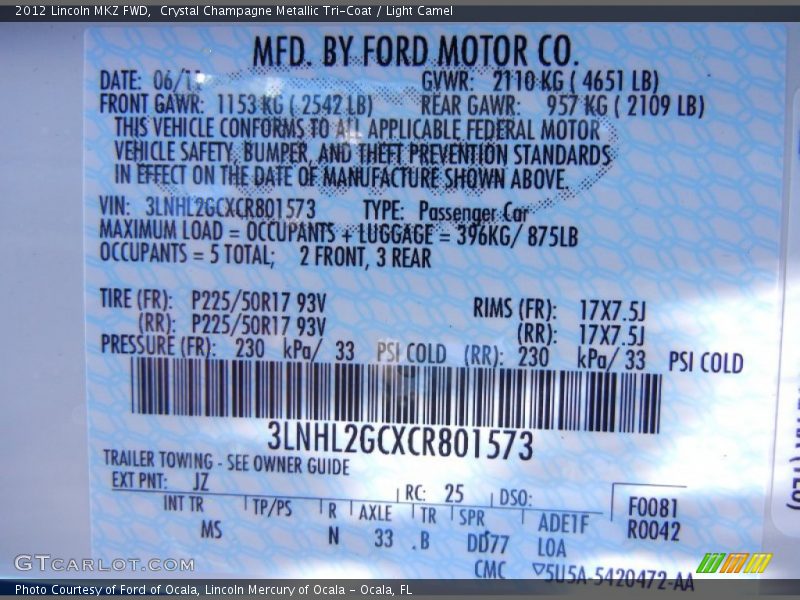 2012 Lincoln MKZ FWD, Crystal Champagne Metallic Tri-Coat / Light Camel
MFD. BY FORD MOTOR CO.
DATE: 06/11 GVWR: 2110 KG ( 4651 LB)
FRONT GAWR: 1153 KG ( 2542 LB) REAR GAWR: 957 KG ( 2109 LB)
THIS VEHICLE CONFORMS TO ALL APPLICABLE FEDERAL MOTOR
VEHICLE SAFETY, BUMPER, AND THEFT PREVENTION STANDARDS
IN EFFECT ON THE DATE OF MANUFACTURE SHOWN ABOVE.
VIN: 3LNHL2GCXCR801573 TYPE: Passenger Car
MAXIMUM LOAD = OCCUPANTS + LUGGAGE = 396KG/ 875LB
OCCUPANTS = 5 TOTAL; 2 FRONT, 3 REAR
TIRE (FR): P225/50R17 93V RIMS (FR): 17X7.5J
(RR): P225/50R17 93V (RR): 17X7.5J
PRESSURE (FR): 230 kPa/ 33 PSI COLD (RR): 230 kPa/ 33 PSI COLD
3LNHL2GCXCR801573
TRAILER TOWING - SEE OWNER GUIDE
EXT PNT: JZ RC: 25 DSO: F0081
INT TR TP/PS R AXLE TR SPR ADETF R0042
MS N 33 .B DD77 LOA
CMC ▽5U5A-5420472-AA
GTCARLOT.COM
Photo Courtesy of Ford of Ocala, Lincoln Mercury of Ocala - Ocala, FL